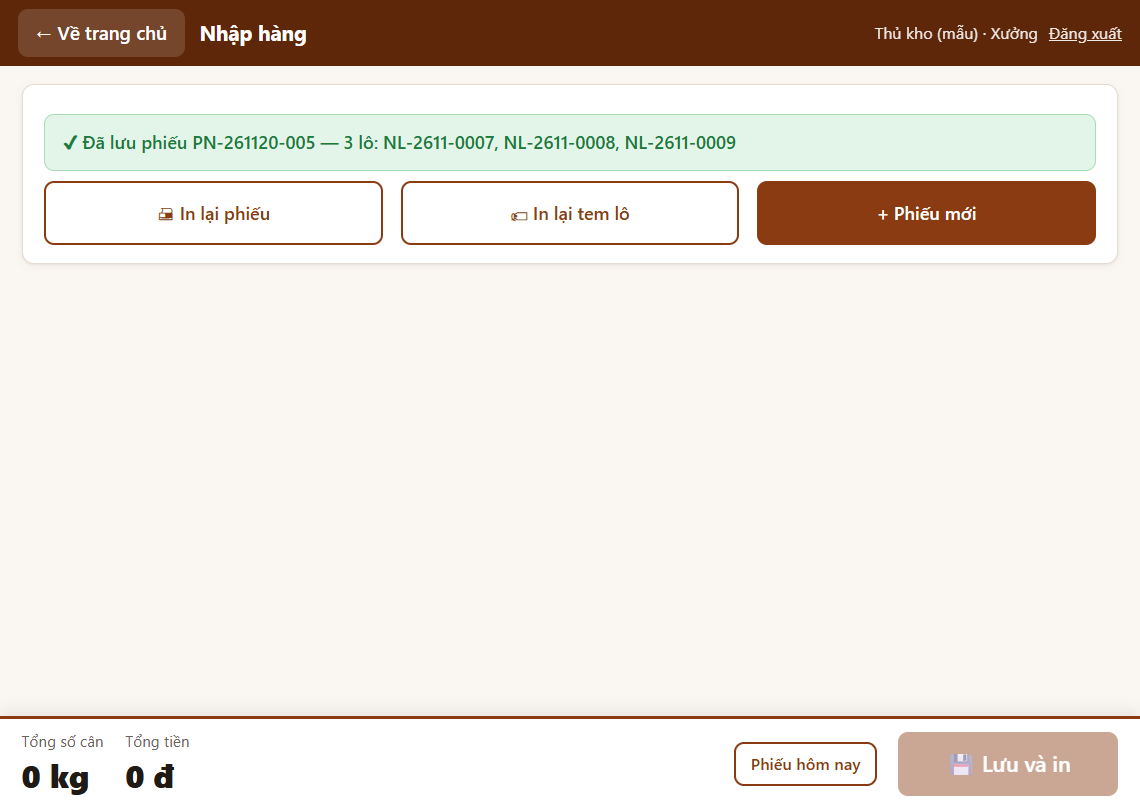 ← Về trang chủ
Nhập hàng
Thủ kho (mẫu) · Xưởng Đăng xuất
✔ Đã lưu phiếu PN-261120-005 — 3 lô: NL-2611-0007, NL-2611-0008, NL-2611-0009
In lại phiếu
In lại tem lô
+ Phiếu mới
Tổng số cân
Tổng tiền
0 kg
0 đ
Phiếu hôm nay
Lưu và in